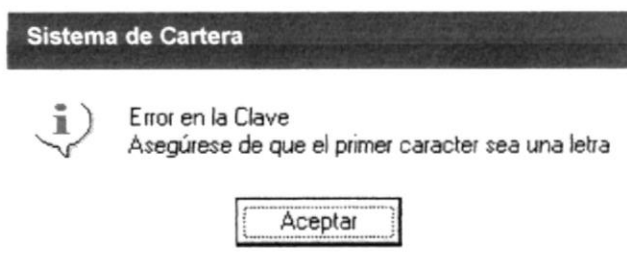 Sistema de Cartera
Error en la Clave
Asegúrese de que el primer caracter sea una letra
Aceptar